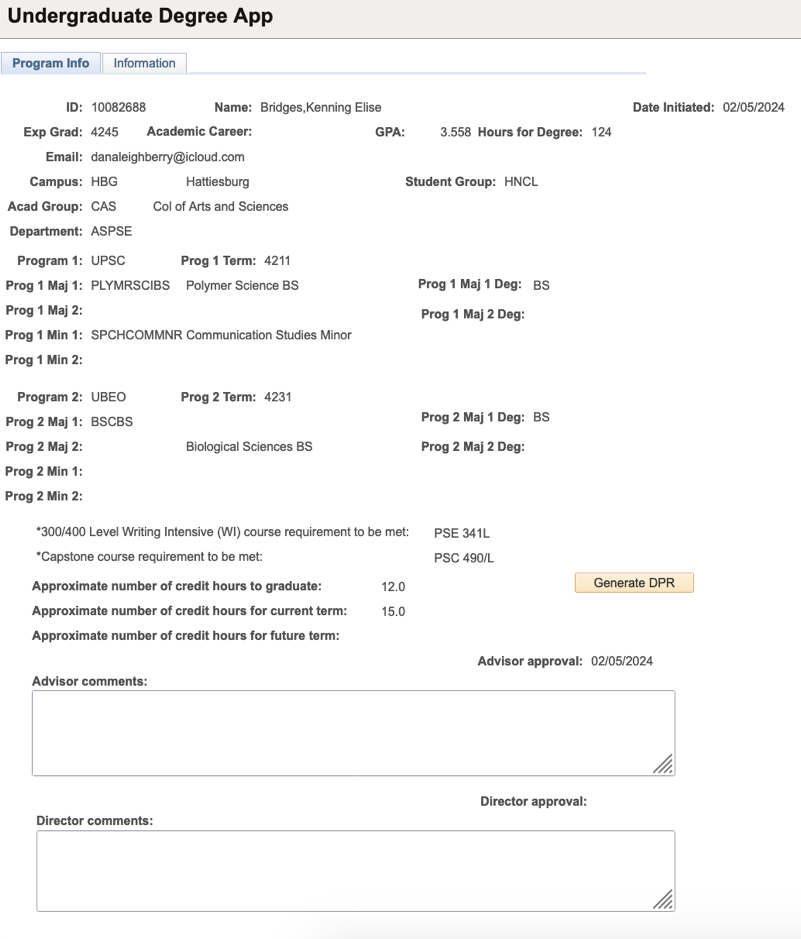 Undergraduate Degree App
Program Info Information
ID: 10082688 Name: Bridges,Kenning Elise Date Initiated: 02/05/2024
Exp Grad: 4245 Academic Career: GPA: 3.558 Hours for Degree: 124
Email: danaleighberry@icloud.com
Campus: HBG Hattiesburg Student Group: HNCL
Acad Group: CAS Col of Arts and Sciences
Department: ASPSE
Program 1: UPSC Prog 1 Term: 4211
Prog 1 Maj 1: PLYMRSCIBS Polymer Science BS Prog 1 Maj 1 Deg: BS
Prog 1 Maj 2: Prog 1 Maj 2 Deg:
Prog 1 Min 1: SPCHCOMMNR Communication Studies Minor
Prog 1 Min 2:
Program 2: UBEO Prog 2 Term: 4231
Prog 2 Maj 1: BSCBS Prog 2 Maj 1 Deg: BS
Prog 2 Maj 2: Biological Sciences BS Prog 2 Maj 2 Deg:
Prog 2 Min 1:
Prog 2 Min 2:
*300/400 Level Writing Intensive (WI) course requirement to be met: PSE 341L
*Capstone course requirement to be met: PSC 490/L
Approximate number of credit hours to graduate: 12.0 Generate DPR
Approximate number of credit hours for current term: 15.0
Approximate number of credit hours for future term:
Advisor approval: 02/05/2024
Advisor comments:
Director approval:
Director comments: